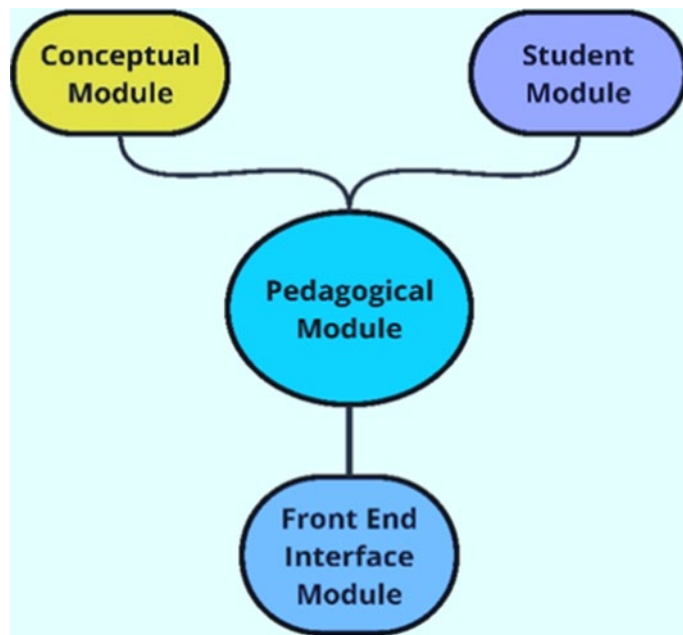 Conceptual
Module
Student
Module
Pedagogical
Module
Front End
Interface
Module